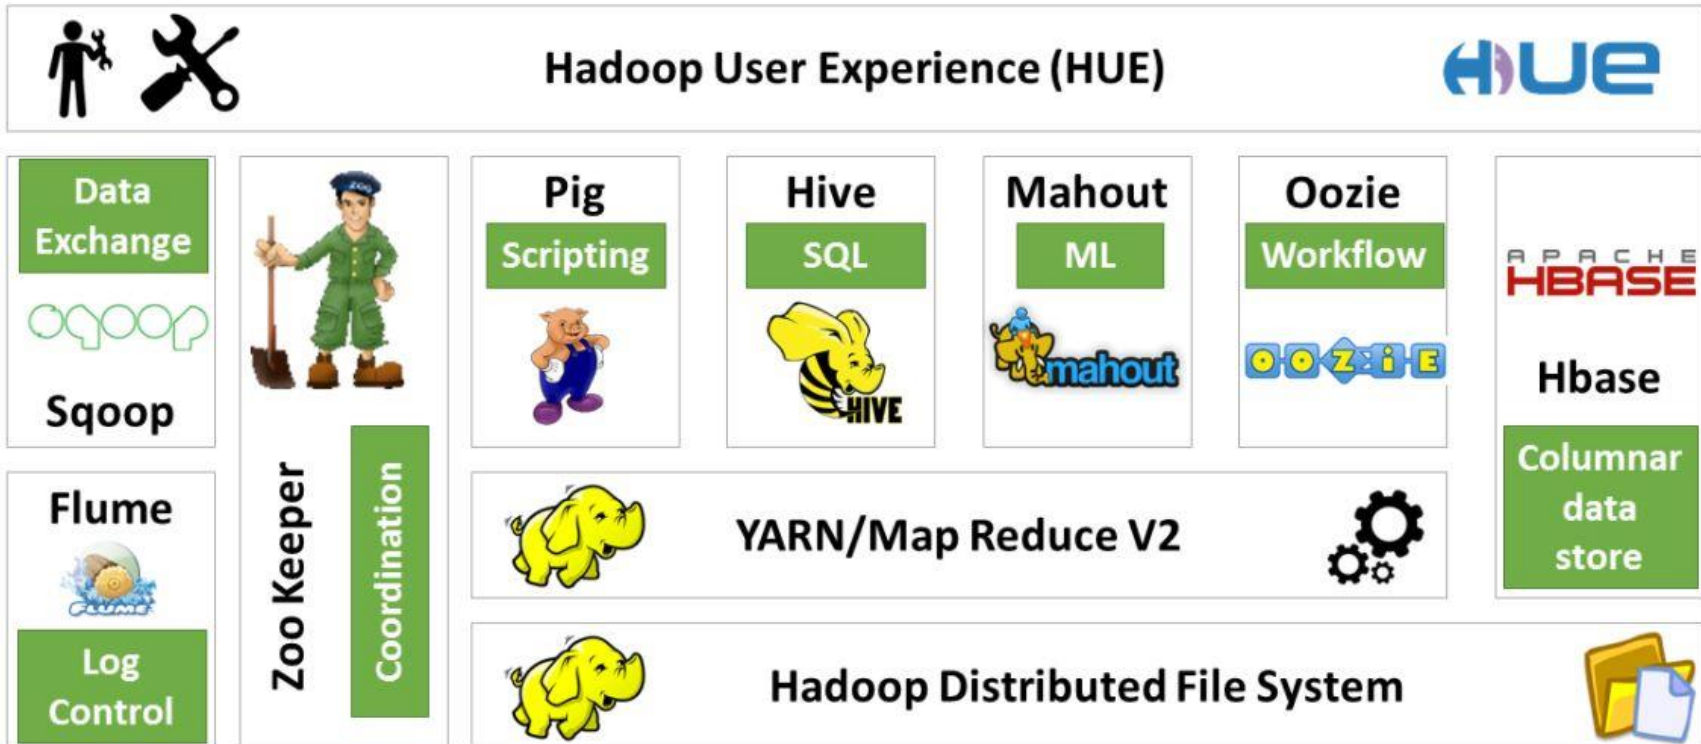 Hadoop User Experience (HUE)
HUE
Data
Exchange
sqoop
Sqoop
Flume
FLUME
Log
Control
ZOO
Zoo Keeper
Coordination
Pig
Scripting
Hive
SQL
HIVE
Mahout
ML
mahout
Oozie
Workflow
OOZiE
APACHE
HBASE
Hbase
Columnar
data
store
YARN/Map Reduce V2
Hadoop Distributed File System